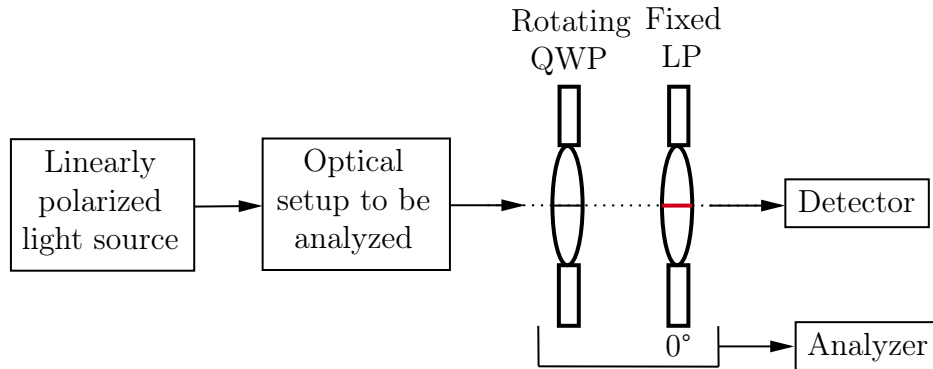 Rotating
QWP
Fixed
LP
Linearly
polarized
light source
Optical
setup to be
analyzed
Detector
0°
Analyzer